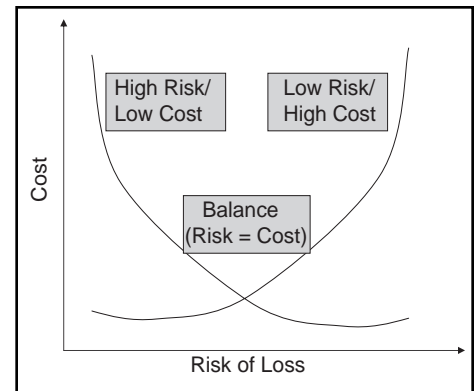 High Risk/
Low Cost
Low Risk/
High Cost
Balance
(Risk = Cost)
Cost
Risk of Loss